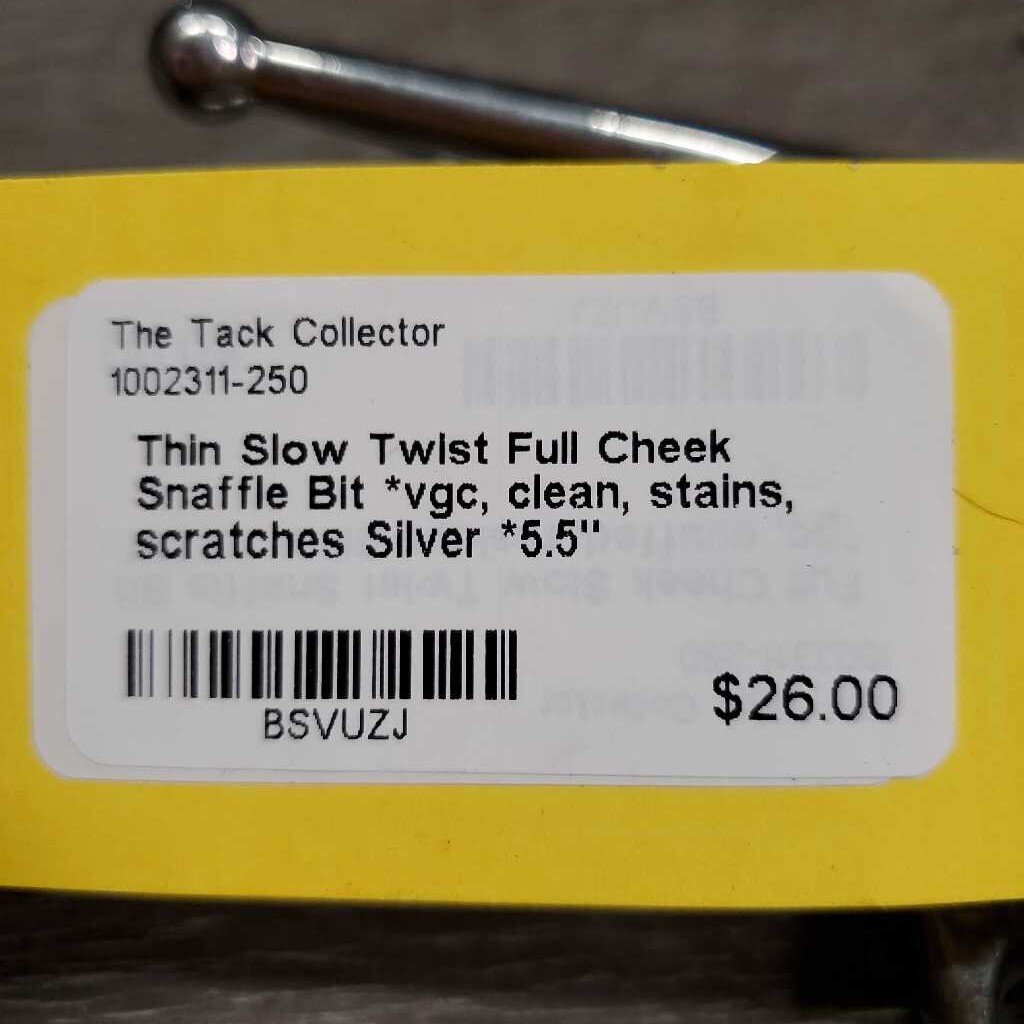 The Tack Collector
1002311-250
Thin Slow Twist Full Cheek
Snaffle Bit *vgc, clean, stains,
scratches Silver *5.5"
BSVUZJ
$26.00